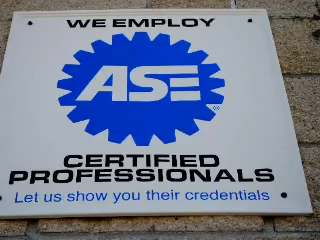 WE EMPLOY
ASE
CERTIFIED
PROFESSIONALS
Let us show you their credentials